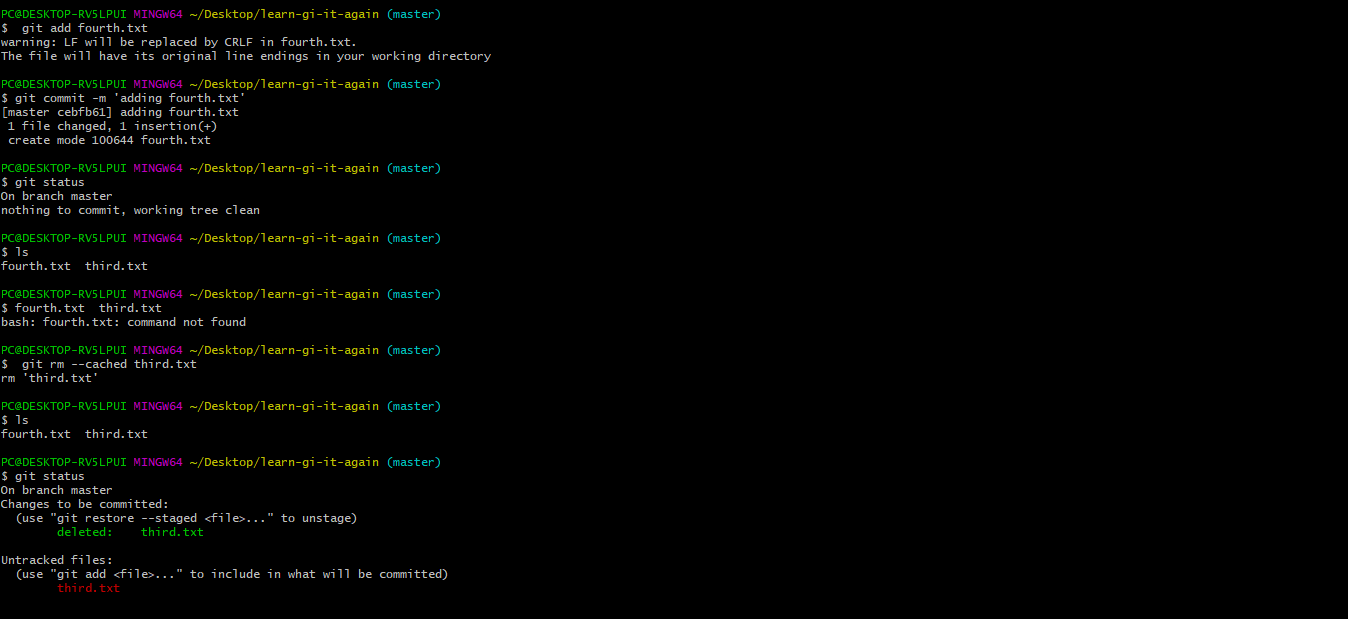 PC@DESKTOP-RV5LPUI MINGW64 ~/Desktop/learn-gi-it-again (master)
$  git add fourth.txt
warning: LF will be replaced by CRLF in fourth.txt.
The file will have its original line endings in your working directory

PC@DESKTOP-RV5LPUI MINGW64 ~/Desktop/learn-gi-it-again (master)
$ git commit -m 'adding fourth.txt'
[master cebfb61] adding fourth.txt
 1 file changed, 1 insertion(+)
 create mode 100644 fourth.txt

PC@DESKTOP-RV5LPUI MINGW64 ~/Desktop/learn-gi-it-again (master)
$ git status
On branch master
nothing to commit, working tree clean

PC@DESKTOP-RV5LPUI MINGW64 ~/Desktop/learn-gi-it-again (master)
$ ls
fourth.txt  third.txt

PC@DESKTOP-RV5LPUI MINGW64 ~/Desktop/learn-gi-it-again (master)
$ fourth.txt  third.txt
bash: fourth.txt: command not found

PC@DESKTOP-RV5LPUI MINGW64 ~/Desktop/learn-gi-it-again (master)
$  git rm --cached third.txt
rm 'third.txt'

PC@DESKTOP-RV5LPUI MINGW64 ~/Desktop/learn-gi-it-again (master)
$ ls
fourth.txt  third.txt

PC@DESKTOP-RV5LPUI MINGW64 ~/Desktop/learn-gi-it-again (master)
$ git status
On branch master
Changes to be committed:
  (use "git restore --staged <file>..." to unstage)
        deleted:    third.txt

Untracked files:
  (use "git add <file>..." to include in what will be committed)
        third.txt